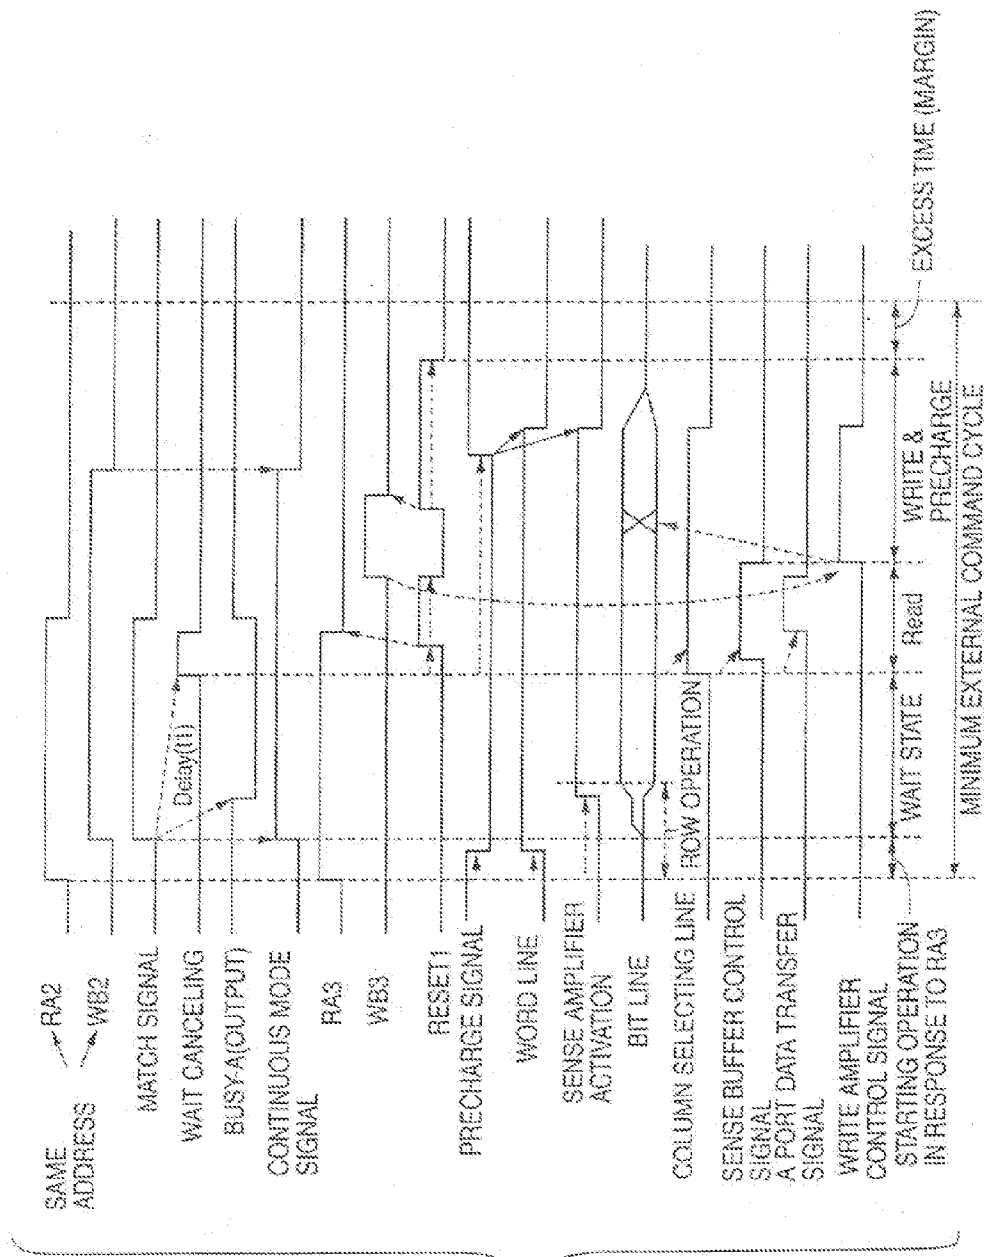 SAME
ADDRESS
RA2
WB2
MATCH SIGNAL
WAIT CANCELING
BUSY-A(OUTPUT)
CONTINUOUS MODE
SIGNAL
RA3
WB3
RESET1
PRECHARGE SIGNAL
WORD LINE
SENSE AMPLIFIER
ACTIVATION
BIT LINE
COLUMN SELECTING LINE
SENSE BUFFER CONTROL
SIGNAL
A PORT DATA TRANSFER
SIGNAL
WRITE AMPLIFIER
CONTROL SIGNAL
STARTING OPERATION
IN RESPONSE TO RA3
Delay(t1)
ROW OPERATION
WAIT STATE
Read
WRITE &
PRECHARGE
EXCESS TIME (MARGIN)
MINIMUM EXTERNAL COMMAND CYCLE